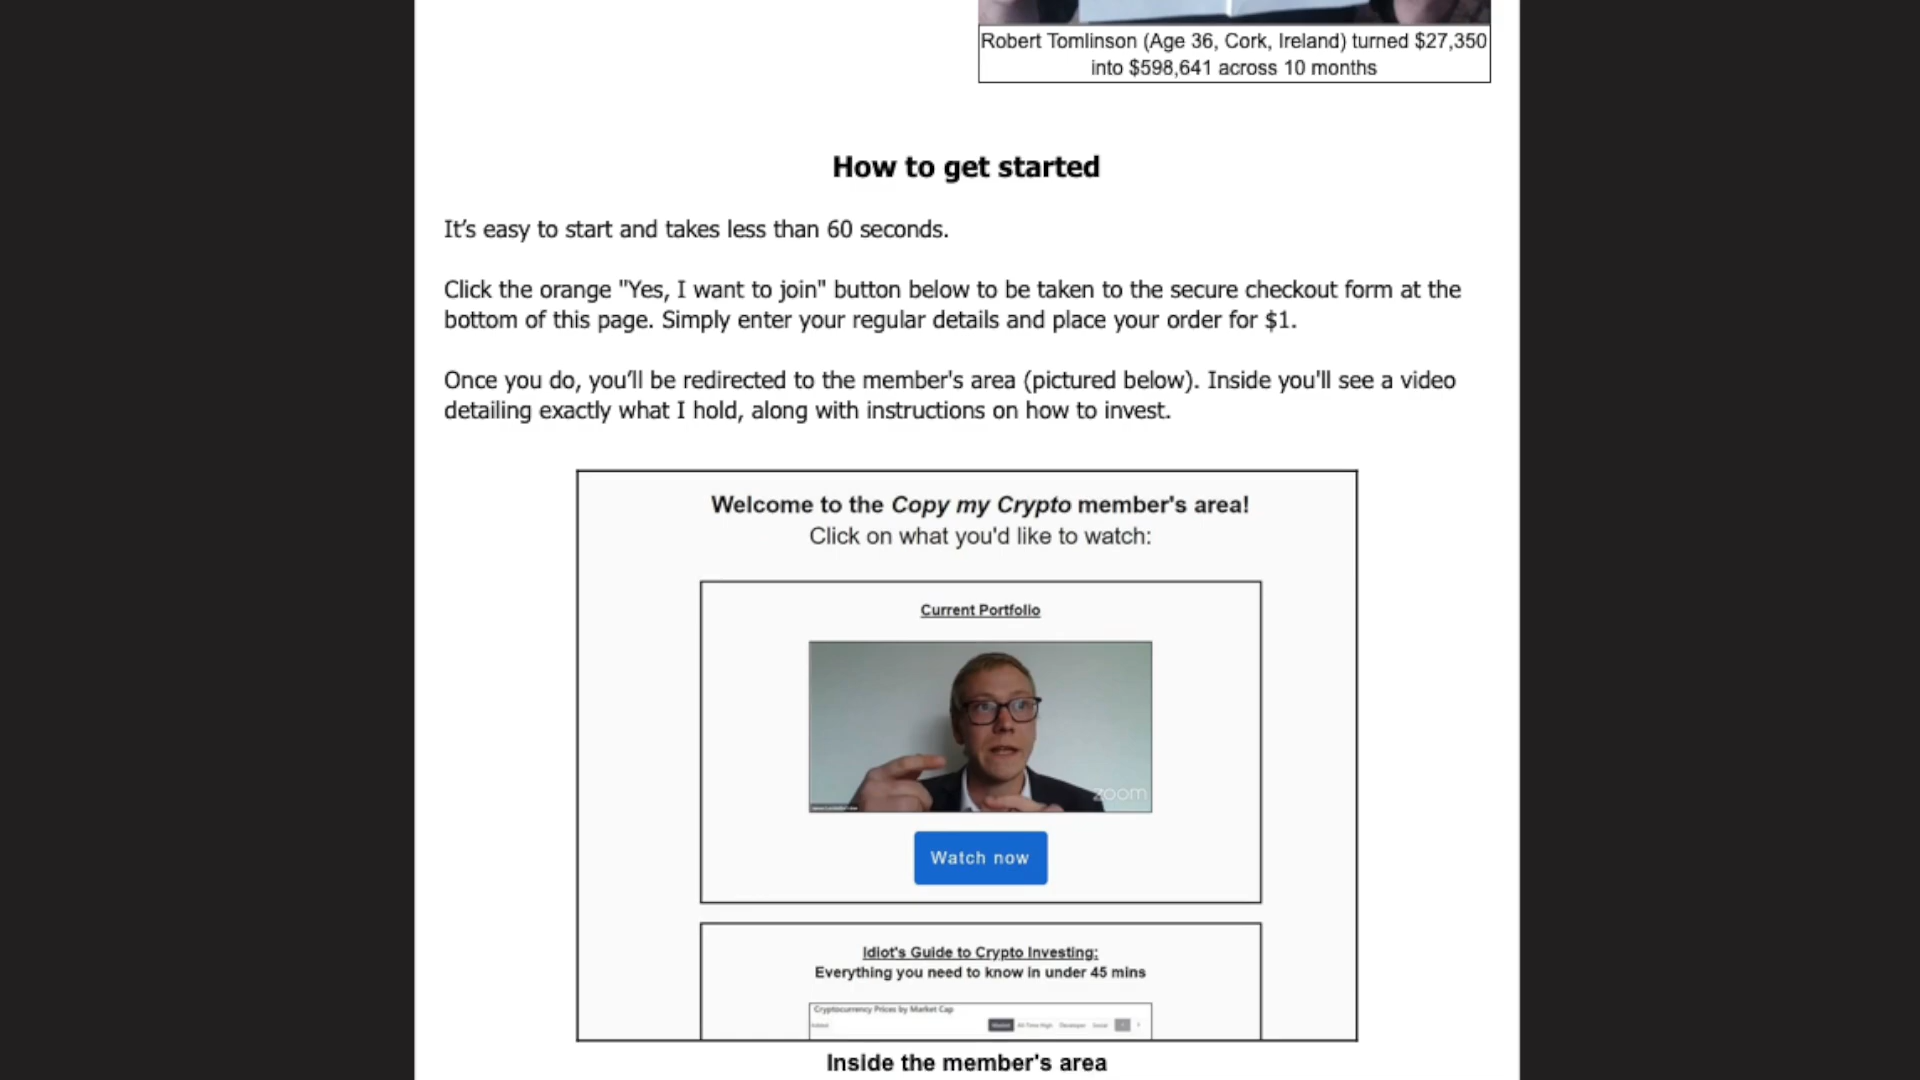 Robert Tomlinson (Age 36, Cork, Ireland) turned $27,350
into $598,641 across 10 months
How to get started
It's easy to start and takes less than 60 seconds.
Click the orange "Yes, I want to join" button below to be taken to the secure checkout form at the
bottom of this page. Simply enter your regular details and place your order for $1.
Once you do, you'll be redirected to the member's area (pictured below). Inside you'll see a video
detailing exactly what I hold, along with instructions on how to invest.
Welcome to the Copy my Crypto member's area!
Click on what you'd like to watch:
Current Portfolio
zoom
Watch now
Idiot's Guide to Crypto Investing:
Everything you need to know in under 45 mins
Cryptocurrency Prices by Market Cap
All Time High Developer Social
Inside the member's area